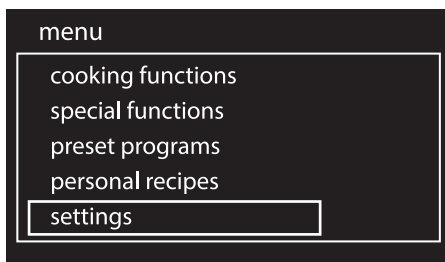 menu
cooking functions
special functions
preset programs
personal recipes
settings